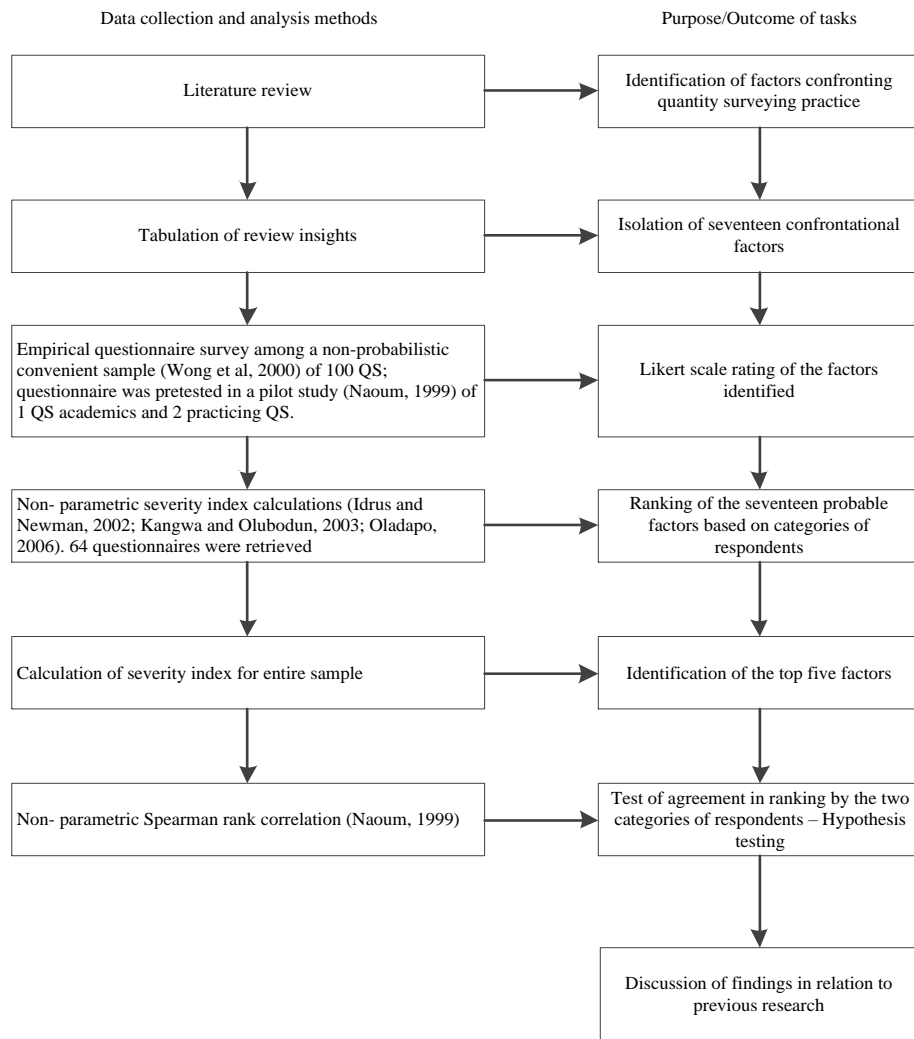 Data collection and analysis methods
Purpose/Outcome of tasks
Literature review
Identification of factors confronting
quantity surveying practice
Tabulation of review insights
Isolation of seventeen confrontational
factors
Empirical questionnaire survey among a non-probabilistic
convenient sample (Wong et al, 2000) of 100 QS;
questionnaire was pretested in a pilot study (Naoum, 1999) of
1 QS academics and 2 practicing QS.
Likert scale rating of the factors
identified
Non- parametric severity index calculations (Idrus and
Newman, 2002; Kangwa and Olubodun, 2003; Oladapo,
2006). 64 questionnaires were retrieved
Ranking of the seventeen probable
factors based on categories of
respondents
Calculation of severity index for entire sample
Identification of the top five factors
Non- parametric Spearman rank correlation (Naoum, 1999)
Test of agreement in ranking by the two
categories of respondents – Hypothesis
testing
Discussion of findings in relation to
previous research